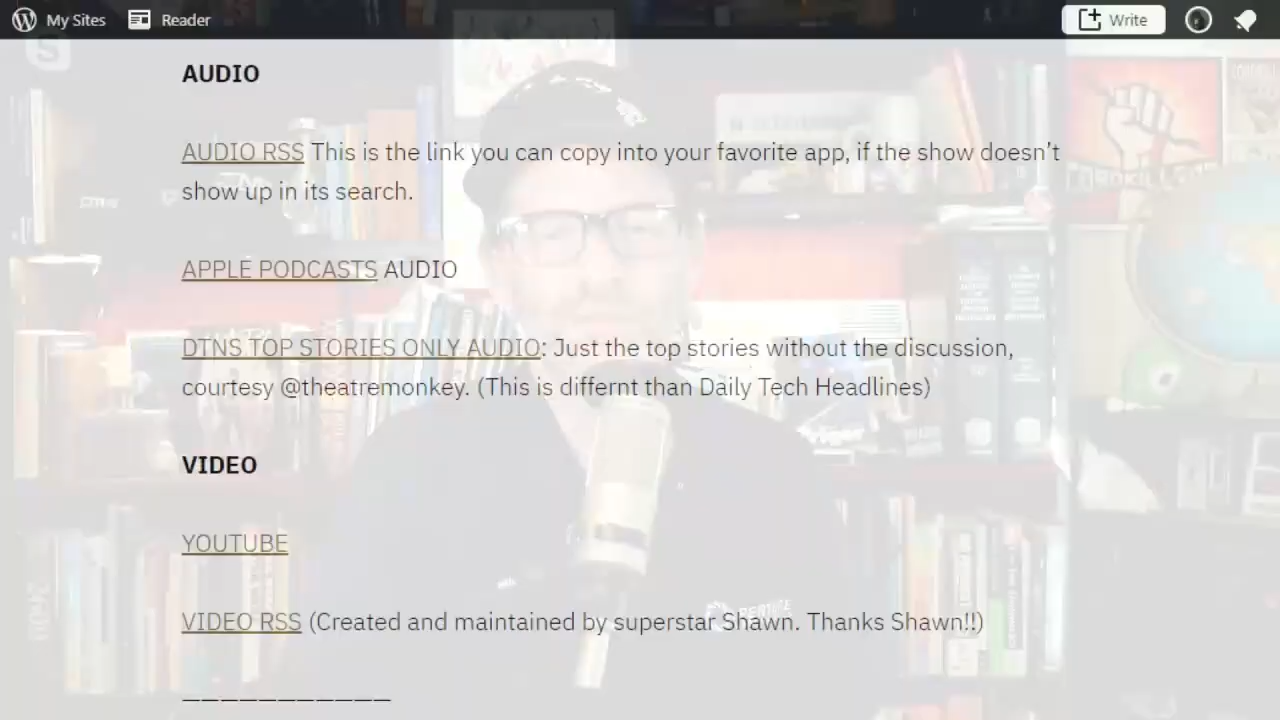 My Sites Reader Write
AUDIO
AUDIO RSS This is the link you can copy into your favorite app, if the show doesn't
show up in its search.
APPLE PODCASTS AUDIO
DTNS TOP STORIES ONLY AUDIO: Just the top stories without the discussion,
courtesy @theatremonkey. (This is differnt than Daily Tech Headlines)
VIDEO
YOUTUBE
VIDEO RSS (Created and maintained by superstar Shawn. Thanks Shawn!!)
___________